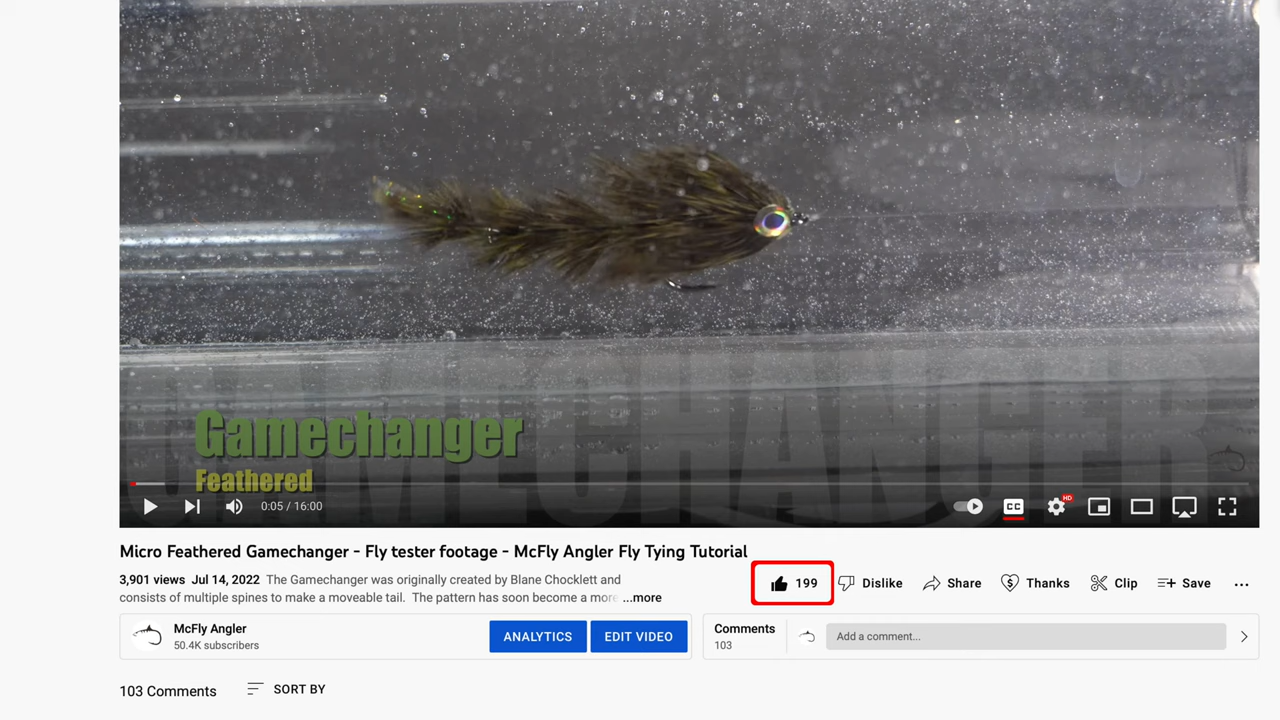 GAMECHANGER
Gamechanger
Feathered
0:05 / 16:00
CC
HD
Micro Feathered Gamechanger - Fly tester footage - McFly Angler Fly Tying Tutorial
3,901 views Jul 14, 2022 The Gamechanger was originally created by Blane Chocklett and
consists of multiple spines to make a moveable tail. The pattern has soon become a more ...more
199 Dislike Share Thanks Clip Save
McFly Angler
50.4K subscribers
ANALYTICS EDIT VIDEO
Comments
103
Add a comment...
103 Comments SORT BY